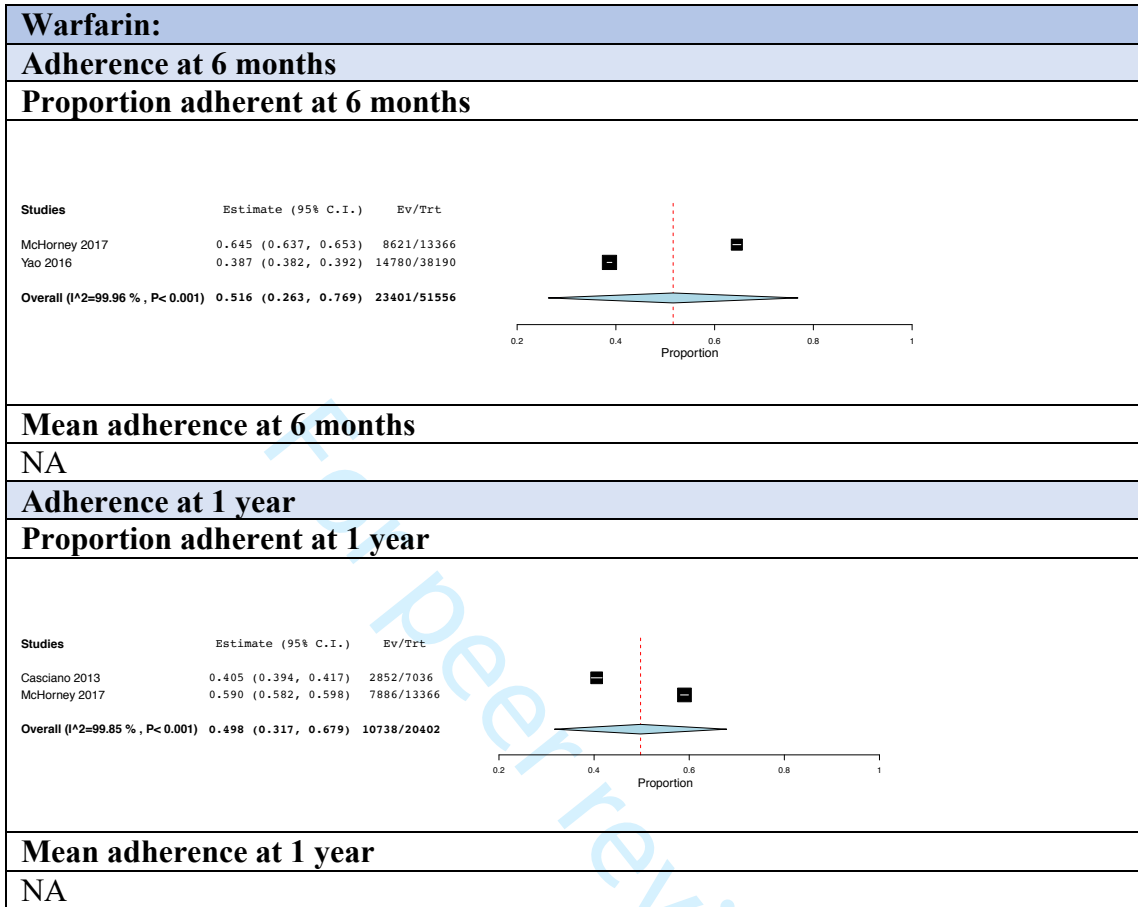 Warfarin:
Adherence at 6 months
Proportion adherent at 6 months
Studies Estimate (95% C.I.) Ev/Trt
McHorney 2017 0.645 (0.637, 0.653) 8621/13366
Yao 2016 0.387 (0.382, 0.392) 14780/38190
Overall (I^2=99.96 % , P< 0.001) 0.516 (0.263, 0.769) 23401/51556
0.2 0.4 0.6 0.8 1
Proportion
Mean adherence at 6 months
NA
Adherence at 1 year
Proportion adherent at 1 year
Studies Estimate (95% C.I.) Ev/Trt
Casciano 2013 0.405 (0.394, 0.417) 2852/7036
McHorney 2017 0.590 (0.582, 0.598) 7886/13366
Overall (I^2=99.85 % , P< 0.001) 0.498 (0.317, 0.679) 10738/20402
0.2 0.4 0.6 0.8 1
Proportion
Mean adherence at 1 year
NA
For peer revi